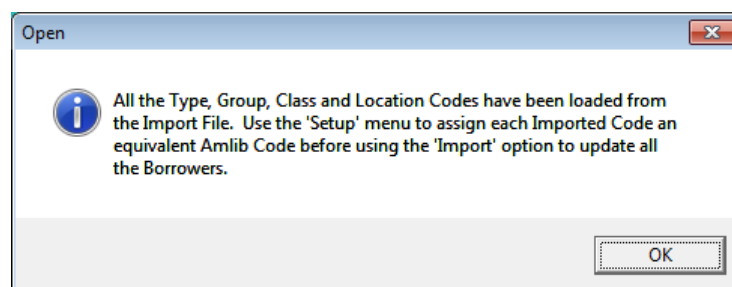 Open
All the Type, Group, Class and Location Codes have been loaded from
the Import File.  Use the 'Setup' menu to assign each Imported Code an
equivalent Amlib Code before using the 'Import' option to update all
the Borrowers.
OK